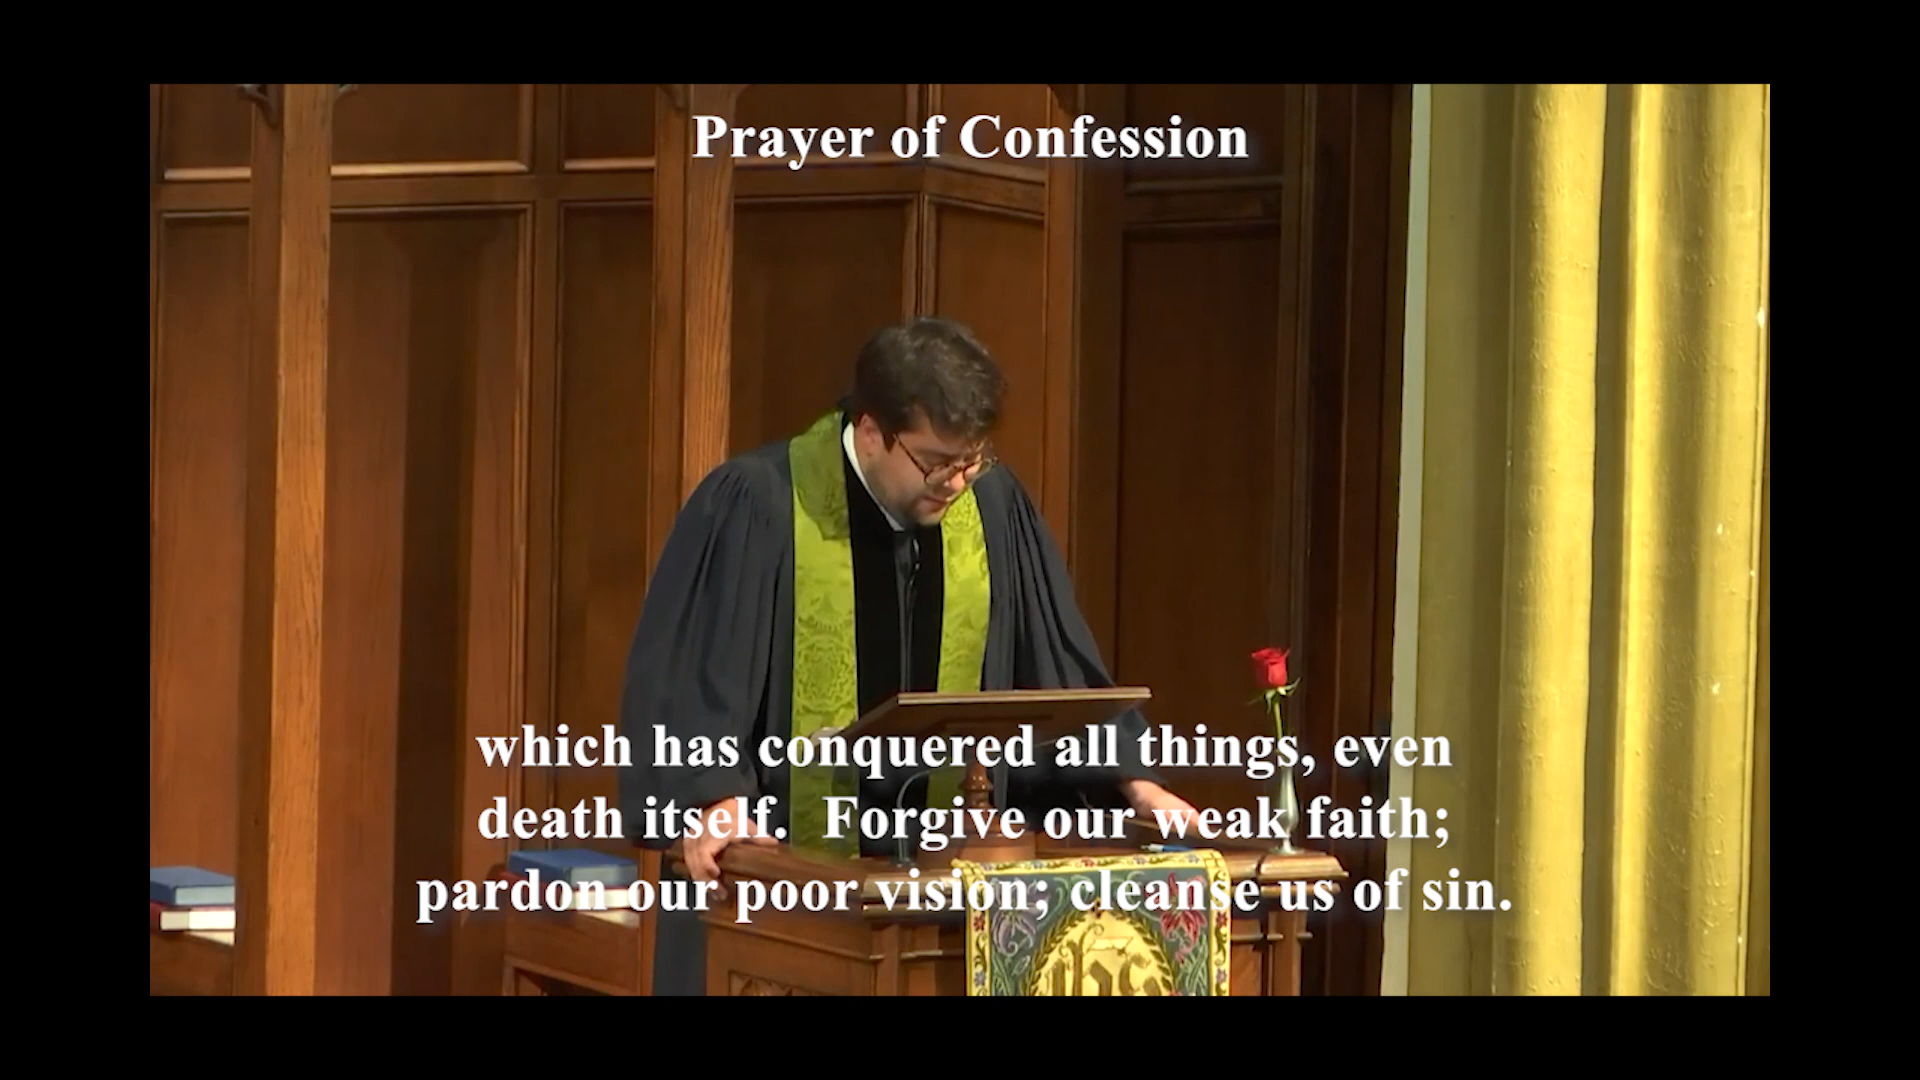 Prayer of Confession
which has conquered all things, even
death itself.  Forgive our weak faith;
pardon our poor vision; cleanse us of sin.
ihs